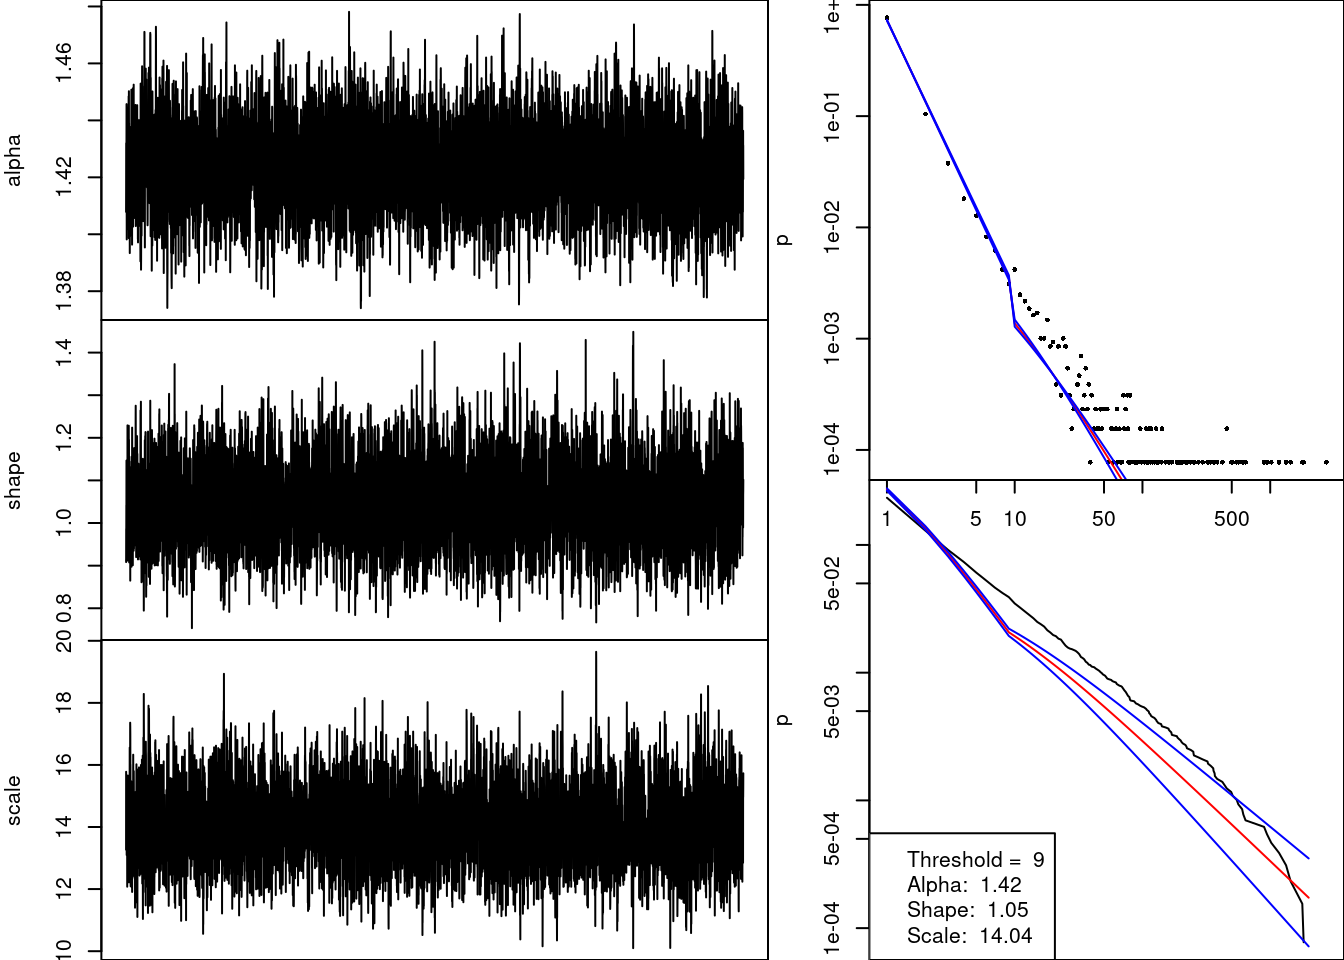 alpha
1.38
1.42
1.46
shape
0.8
1.0
1.2
1.4
scale
10
12
14
16
18
20
p
1e-04
1e-03
1e-02
1e-01
1e+
1
5
10
50
500
p
1e-04
5e-04
5e-03
5e-02
Threshold = 9
Alpha: 1.42
Shape: 1.05
Scale: 14.04